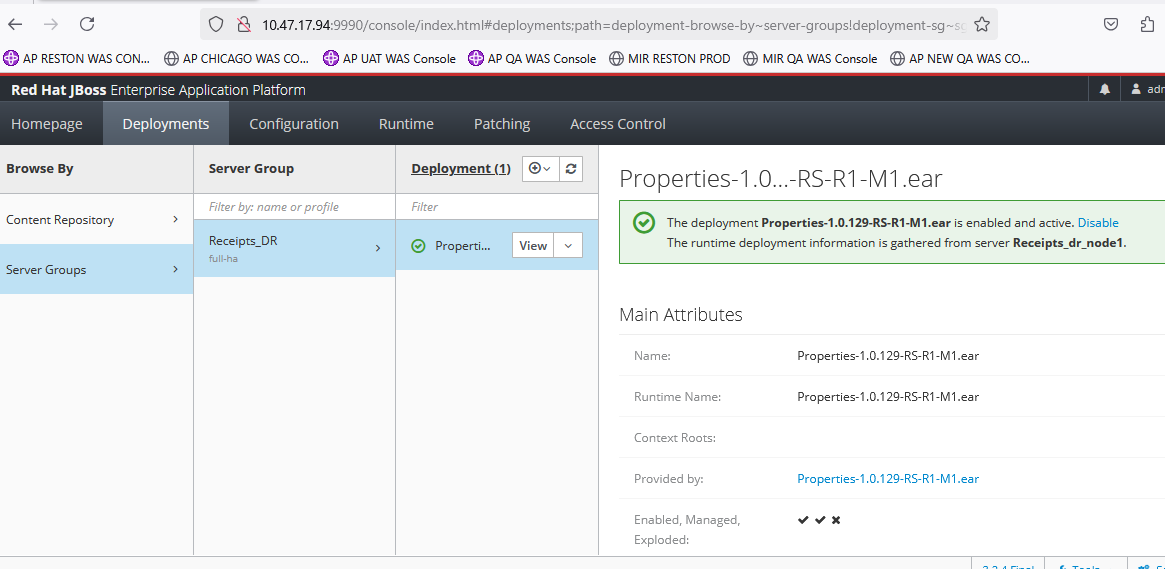 10.47.17.94:9990/console/index.html#deployments;path=deployment-browse-by~server-groups!deployment-sg~
AP RESTON WAS CON... AP CHICAGO WAS CO... AP UAT WAS Console AP QA WAS Console MIR RESTON PROD MIR QA WAS Console AP NEW QA WAS CO...
Red Hat JBoss Enterprise Application Platform
Homepage Deployments Configuration Runtime Patching Access Control
Browse By Server Group Deployment (1)
Properties-1.0...-RS-R1-M1.ear
Filter by: name or profile Filter
Content Repository
The deployment Properties-1.0.129-RS-R1-M1.ear is enabled and active. Disable
The runtime deployment information is gathered from server Receipts_dr_node1.
Receipts_DR
full-ha
Properti... View
Server Groups
Main Attributes
Name: Properties-1.0.129-RS-R1-M1.ear
Runtime Name: Properties-1.0.129-RS-R1-M1.ear
Context Roots:
Provided by: Properties-1.0.129-RS-R1-M1.ear
Enabled, Managed,
Exploded: